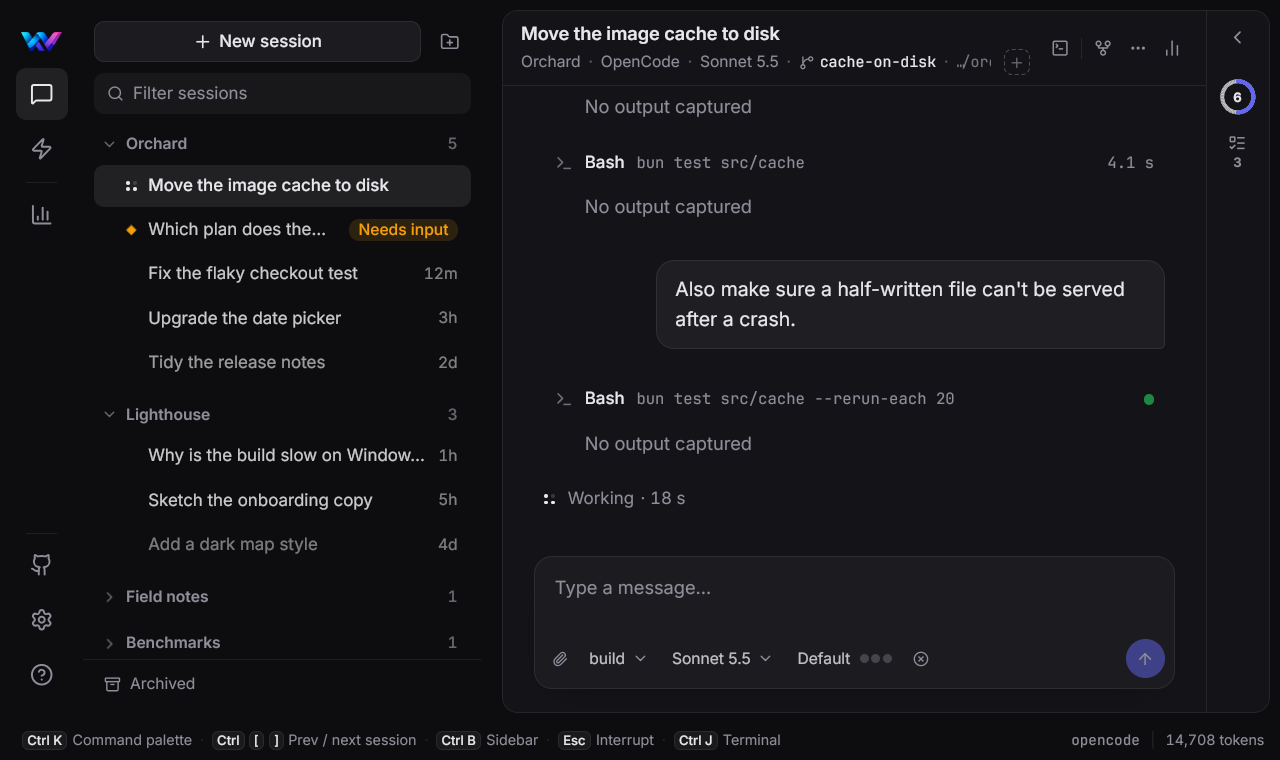 New session
Filter sessions
Orchard 5
Move the image cache to disk
Which plan does the... Needs input
Fix the flaky checkout test 12m
Upgrade the date picker 3h
Tidy the release notes 2d
Lighthouse 3
Why is the build slow on Window... 1h
Sketch the onboarding copy 5h
Add a dark map style 4d
Field notes 1
Benchmarks 1
Archived
Move the image cache to disk
Orchard · OpenCode · Sonnet 5.5 · cache-on-disk · …/or
No output captured
Bash bun test src/cache 4.1 s
No output captured
Also make sure a half-written file can't be served
after a crash.
Bash bun test src/cache --rerun-each 20
No output captured
Working · 18 s
Type a message...
build Sonnet 5.5 Default
6
3
Ctrl K Command palette · Ctrl [ ] Prev / next session · Ctrl B Sidebar · Esc Interrupt · Ctrl J Terminal
opencode 14,708 tokens